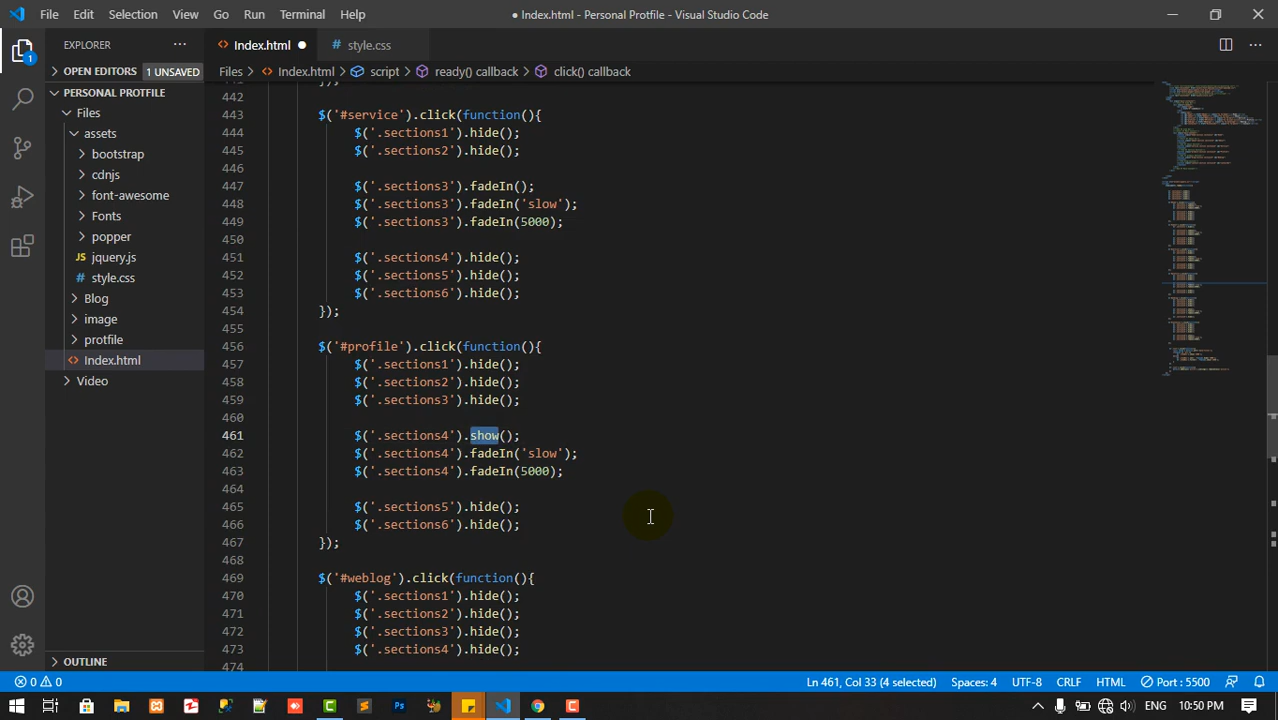 File Edit Selection View Go Run Terminal Help
● Index.html - Personal Protfile - Visual Studio Code
EXPLORER
Index.html
# style.css
OPEN EDITORS 1 UNSAVED
Files > Index.html > script > ready() callback > click() callback
PERSONAL PROTFILE
Files
assets
bootstrap
cdnjs
font-awesome
Fonts
popper
JS jquery.js
# style.css
Blog
image
protfile
Index.html
Video
OUTLINE
1
442
443 $('#service').click(function(){
444 $('.sections1').hide();
445 $('.sections2').hide();
446
447 $('.sections3').fadeIn();
448 $('.sections3').fadeIn('slow');
449 $('.sections3').fadeIn(5000);
450
451 $('.sections4').hide();
452 $('.sections5').hide();
453 $('.sections6').hide();
454 });
455
456 $('#profile').click(function(){
457 $('.sections1').hide();
458 $('.sections2').hide();
459 $('.sections3').hide();
460
461 $('.sections4').show();
462 $('.sections4').fadeIn('slow');
463 $('.sections4').fadeIn(5000);
464
465 $('.sections5').hide();
466 $('.sections6').hide();
467 });
468
469 $('#weblog').click(function(){
470 $('.sections1').hide();
471 $('.sections2').hide();
472 $('.sections3').hide();
473 $('.sections4').hide();
474
0 0
Ln 461, Col 33 (4 selected) Spaces: 4 UTF-8 CRLF HTML Port : 5500
ENG 10:50 PM